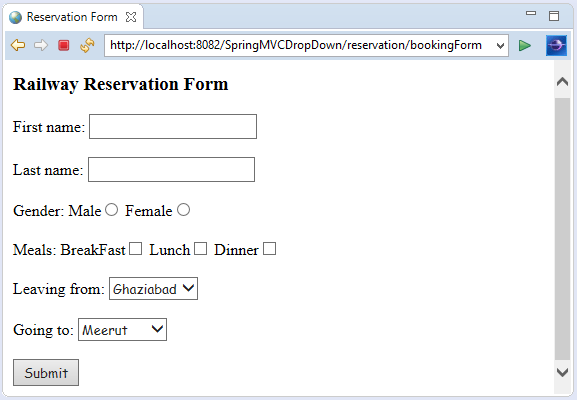 Reservation Form
http://localhost:8082/SpringMVCDropDown/reservation/bookingForm
Railway Reservation Form
First name:
Last name:
Gender: Male Female
Meals: BreakFast Lunch Dinner
Leaving from: Ghaziabad
Going to: Meerut
Submit